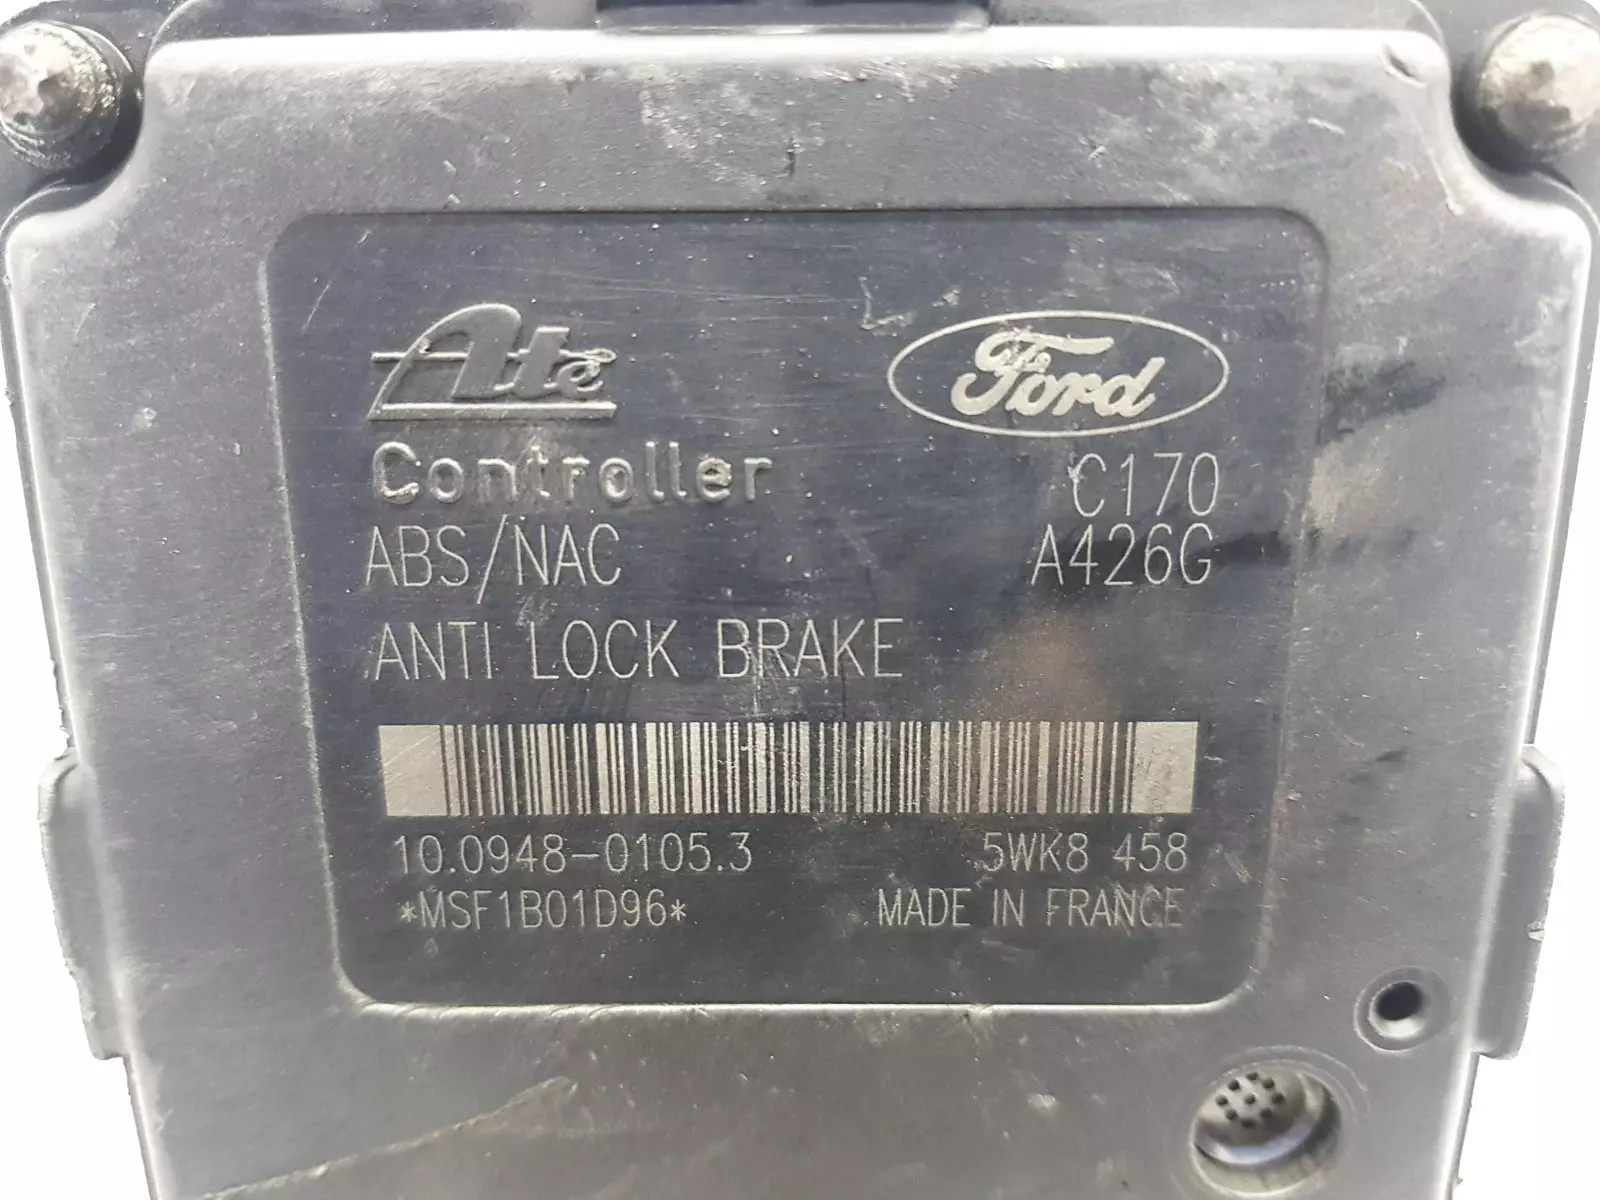 Ate Ford
Controller C170
ABS/NAC A426G
ANTI LOCK BRAKE
10.0948-0105.3 5WK8 458
*MSF1B01D96* MADE IN FRANCE